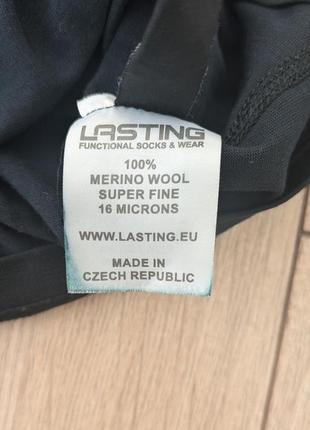 LASTING
FUNCTIONAL SOCKS & WEAR
100%
MERINO WOOL
SUPER FINE
16 MICRONS
WWW.LASTING.EU
MADE IN
CZECH REPUBLIC